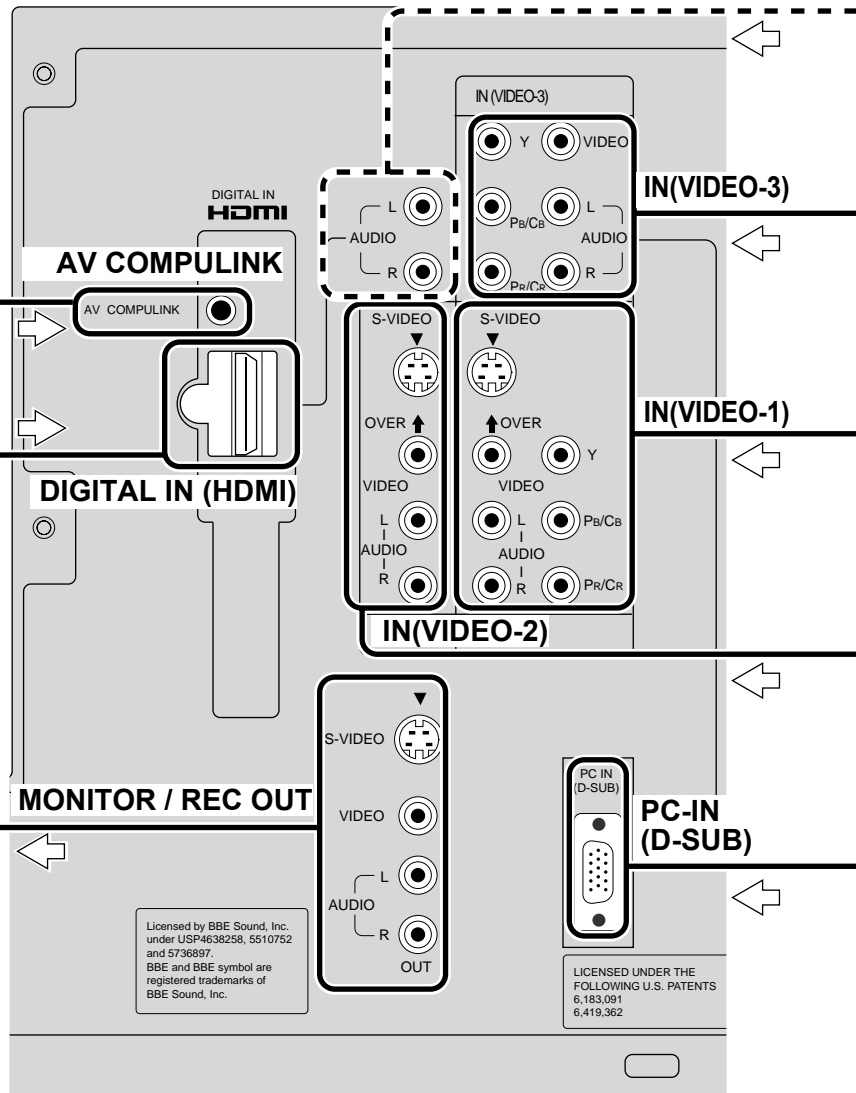 IN (VIDEO-3)
Y VIDEO
PB/CB L
AUDIO
PR/CR R
IN(VIDEO-3)
DIGITAL IN
HDMI
L
AUDIO
R
AV COMPULINK
AV COMPULINK
DIGITAL IN (HDMI)
S-VIDEO
OVER
VIDEO
L
AUDIO
R
S-VIDEO
OVER
Y
VIDEO
L PB/CB
AUDIO
R PR/CR
IN(VIDEO-1)
IN(VIDEO-2)
MONITOR / REC OUT
S-VIDEO
VIDEO
L
AUDIO
R
OUT
PC IN
(D-SUB)
PC-IN
(D-SUB)
Licensed by BBE Sound, Inc.
under USP4638258, 5510752
and 5736897.
BBE and BBE symbol are
registered trademarks of
BBE Sound, Inc.
LICENSED UNDER THE
FOLLOWING U.S. PATENTS
6,183,091
6,419,362